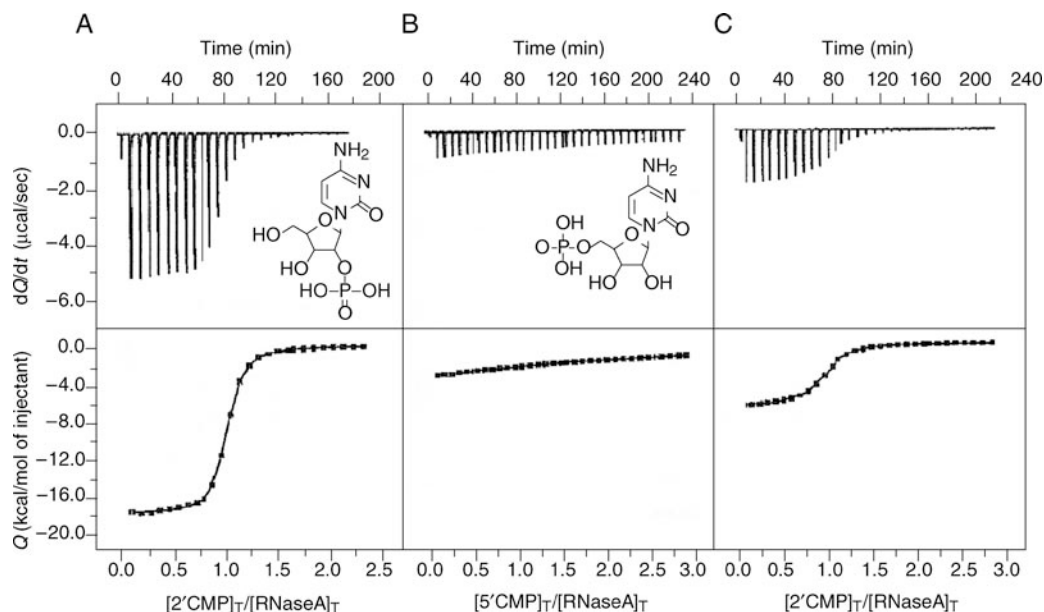 A
B
C
Time (min)
Time (min)
Time (min)
0 40 80 120 160 200
0 40 80 120 160 200 240
0 40 80 120 160 200 240
0.0
−2.0
−4.0
−6.0
dQ/dt (μcal/sec)
NH₂
N
N
O
O
HO
HO
O
HO−P−OH
O
NH₂
N
N
O
OH
O
O−P−O
OH
HO OH
0.0
−4.0
−8.0
−12.0
−16.0
−20.0
Q (kcal/mol of injectant)
0.0 0.5 1.0 1.5 2.0 2.5
0.0 0.5 1.0 1.5 2.0 2.5 3.0
0.0 0.5 1.0 1.5 2.0 2.5 3.0
[2′CMP]T/[RNaseA]T
[5′CMP]T/[RNaseA]T
[2′CMP]T/[RNaseA]T